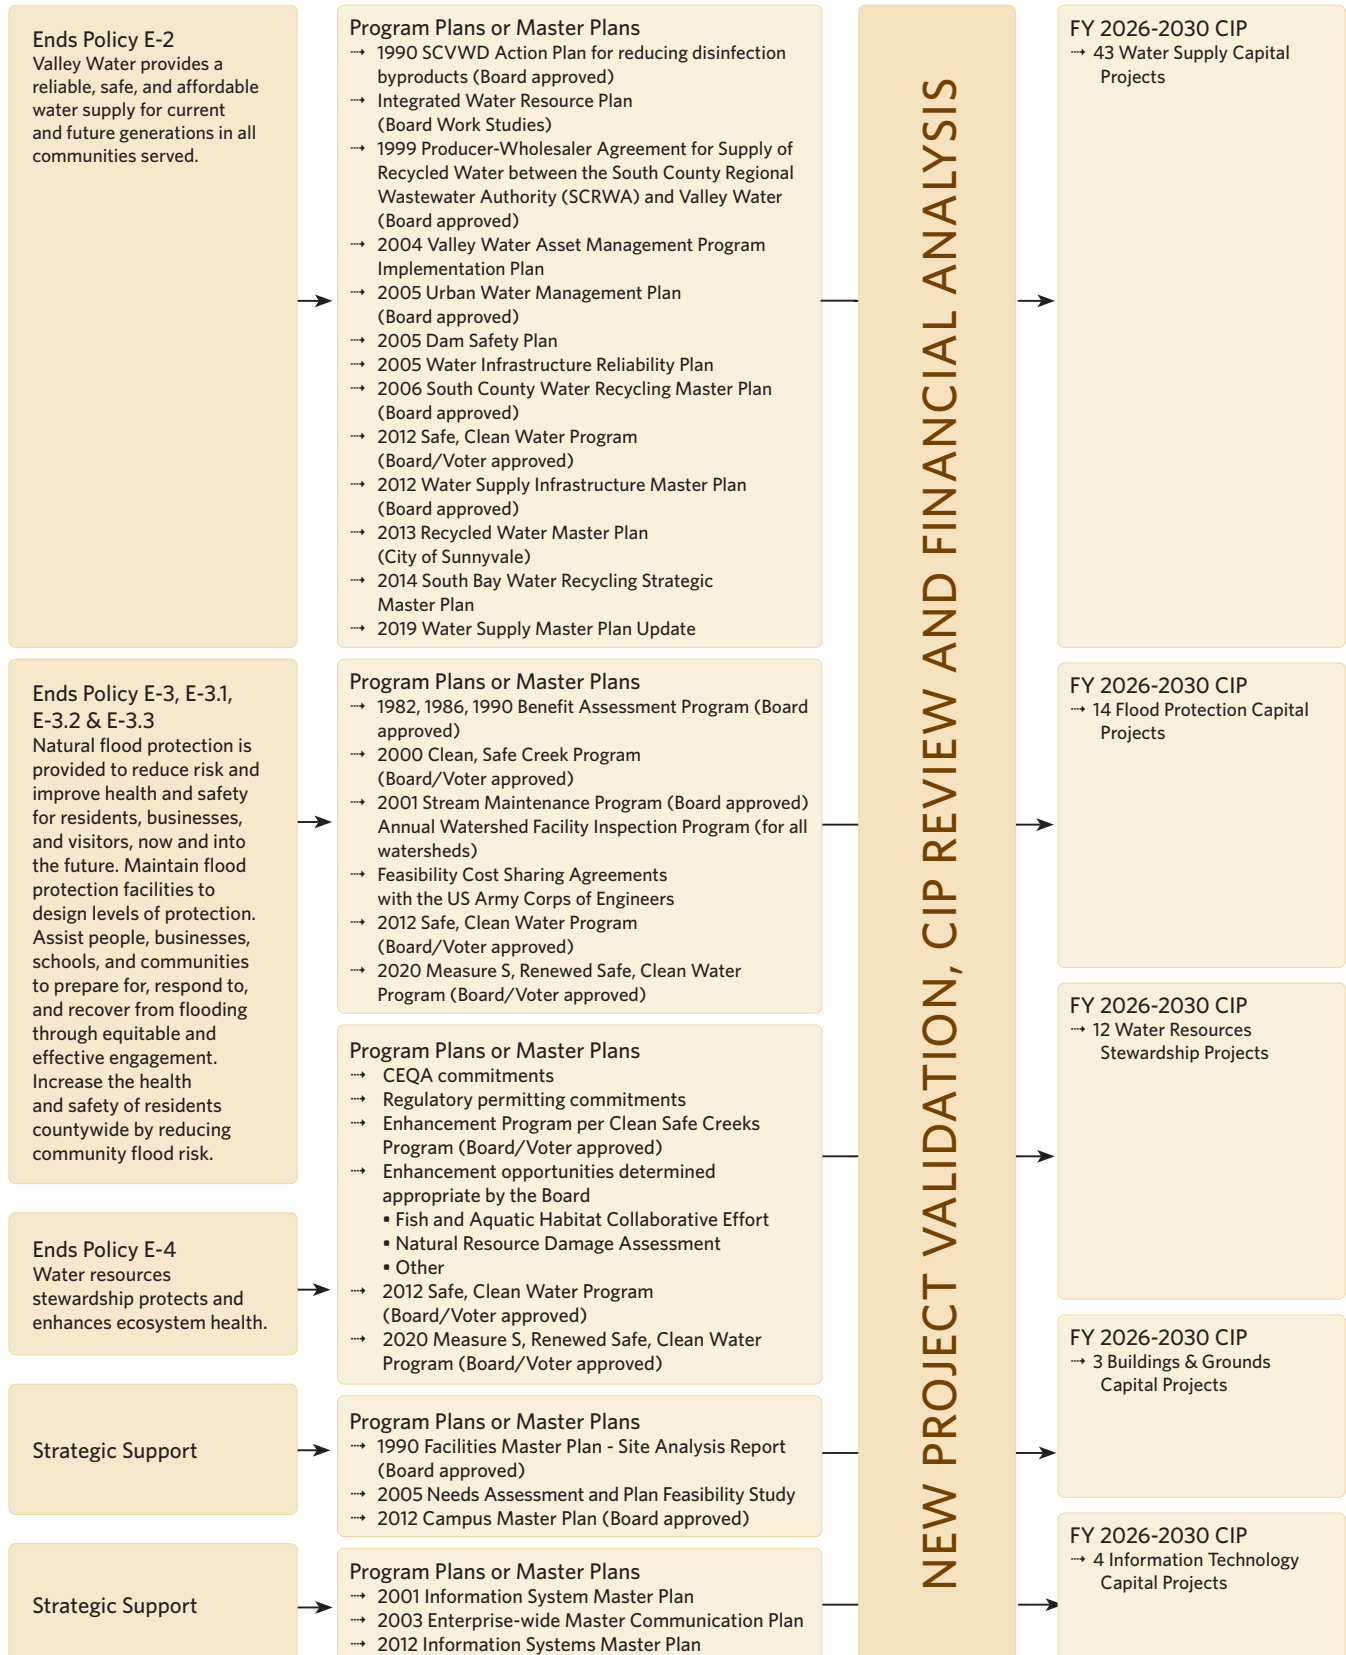 Ends Policy E-2
Valley Water provides a
reliable, safe, and affordable
water supply for current
and future generations in all
communities served.
Program Plans or Master Plans
⇢ 1990 SCVWD Action Plan for reducing disinfection
byproducts (Board approved)
⇢ Integrated Water Resource Plan
(Board Work Studies)
⇢ 1999 Producer-Wholesaler Agreement for Supply of
Recycled Water between the South County Regional
Wastewater Authority (SCRWA) and Valley Water
(Board approved)
⇢ 2004 Valley Water Asset Management Program
Implementation Plan
⇢ 2005 Urban Water Management Plan
(Board approved)
⇢ 2005 Dam Safety Plan
⇢ 2005 Water Infrastructure Reliability Plan
⇢ 2006 South County Water Recycling Master Plan
(Board approved)
⇢ 2012 Safe, Clean Water Program
(Board/Voter approved)
⇢ 2012 Water Supply Infrastructure Master Plan
(Board approved)
⇢ 2013 Recycled Water Master Plan
(City of Sunnyvale)
⇢ 2014 South Bay Water Recycling Strategic
Master Plan
⇢ 2019 Water Supply Master Plan Update
NEW PROJECT VALIDATION, CIP REVIEW AND FINANCIAL ANALYSIS
FY 2026-2030 CIP
⇢ 43 Water Supply Capital
Projects
Ends Policy E-3, E-3.1,
E-3.2 & E-3.3
Natural flood protection is
provided to reduce risk and
improve health and safety
for residents, businesses,
and visitors, now and into
the future. Maintain flood
protection facilities to
design levels of protection.
Assist people, businesses,
schools, and communities
to prepare for, respond to,
and recover from flooding
through equitable and
effective engagement.
Increase the health
and safety of residents
countywide by reducing
community flood risk.
Program Plans or Master Plans
⇢ 1982, 1986, 1990 Benefit Assessment Program (Board
approved)
⇢ 2000 Clean, Safe Creek Program
(Board/Voter approved)
⇢ 2001 Stream Maintenance Program (Board approved)
Annual Watershed Facility Inspection Program (for all
watersheds)
⇢ Feasibility Cost Sharing Agreements
with the US Army Corps of Engineers
⇢ 2012 Safe, Clean Water Program
(Board/Voter approved)
⇢ 2020 Measure S, Renewed Safe, Clean Water
Program (Board/Voter approved)
FY 2026-2030 CIP
⇢ 14 Flood Protection Capital
Projects
Ends Policy E-4
Water resources
stewardship protects and
enhances ecosystem health.
Program Plans or Master Plans
⇢ CEQA commitments
⇢ Regulatory permitting commitments
⇢ Enhancement Program per Clean Safe Creeks
Program (Board/Voter approved)
⇢ Enhancement opportunities determined
appropriate by the Board
• Fish and Aquatic Habitat Collaborative Effort
• Natural Resource Damage Assessment
• Other
⇢ 2012 Safe, Clean Water Program
(Board/Voter approved)
⇢ 2020 Measure S, Renewed Safe, Clean Water
Program (Board/Voter approved)
FY 2026-2030 CIP
⇢ 12 Water Resources
Stewardship Projects
Strategic Support
Program Plans or Master Plans
⇢ 1990 Facilities Master Plan - Site Analysis Report
(Board approved)
⇢ 2005 Needs Assessment and Plan Feasibility Study
⇢ 2012 Campus Master Plan (Board approved)
FY 2026-2030 CIP
⇢ 3 Buildings & Grounds
Capital Projects
Strategic Support
Program Plans or Master Plans
⇢ 2001 Information System Master Plan
⇢ 2003 Enterprise-wide Master Communication Plan
⇢ 2012 Information Systems Master Plan
FY 2026-2030 CIP
⇢ 4 Information Technology
Capital Projects